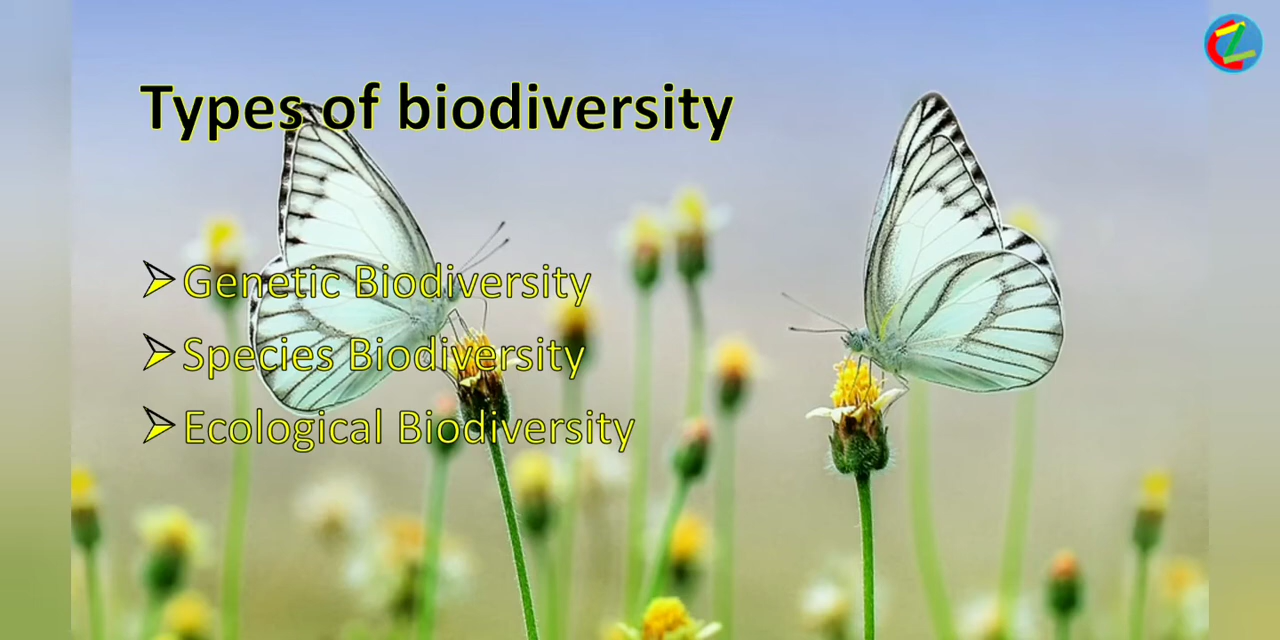 Types of biodiversity
Genetic Biodiversity
Species Biodiversity
Ecological Biodiversity